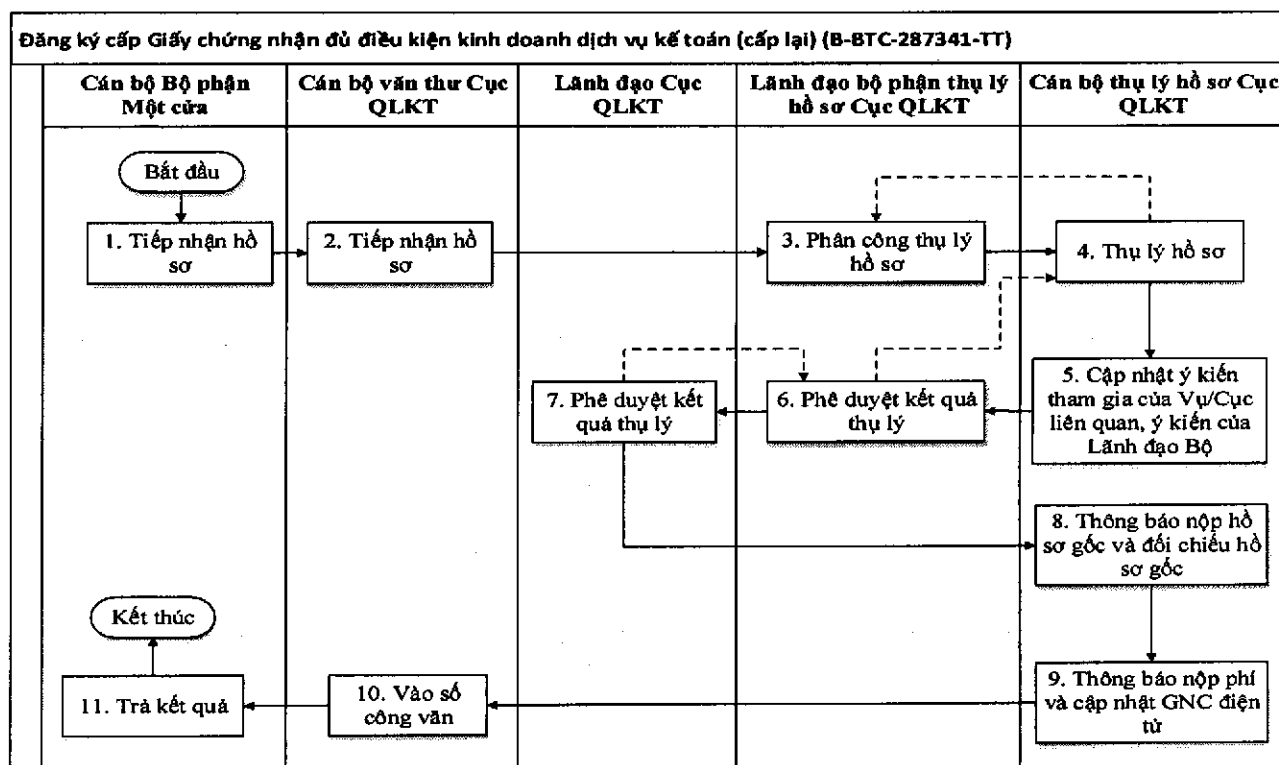 Đăng ký cấp Giấy chứng nhận đủ điều kiện kinh doanh dịch vụ kế toán (cấp lại) (B-BTC-287341-TT)
Cán bộ Bộ phận
Một cửa
Cán bộ văn thư Cục
QLKT
Lãnh đạo Cục
QLKT
Lãnh đạo bộ phận thụ lý
hồ sơ Cục QLKT
Cán bộ thụ lý hồ sơ Cục
QLKT
Bắt đầu
1. Tiếp nhận hồ
sơ
2. Tiếp nhận hồ
sơ
3. Phân công thụ lý
hồ sơ
4. Thụ lý hồ sơ
5. Cập nhật ý kiến
tham gia của Vụ/Cục
liên quan, ý kiến của
Lãnh đạo Bộ
6. Phê duyệt kết quả
thụ lý
7. Phê duyệt kết
quả thụ lý
8. Thông báo nộp hồ
sơ gốc và đối chiếu hồ
sơ gốc
9. Thông báo nộp phí
và cập nhật GNC điện
tử
10. Vào số
công văn
11. Trả kết quả
Kết thúc